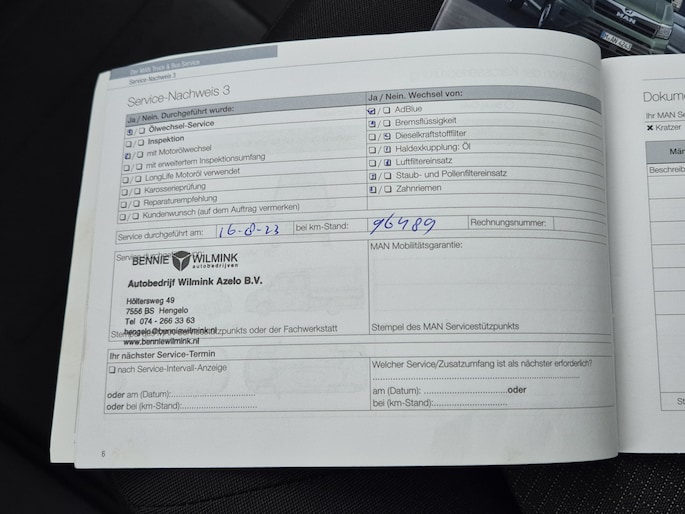 Der MAN Truck & Bus-Service
Service-Nachweis 3
MAN
Service-Nachweis 3
Ja / Nein. Durchgeführt wurde:
Ölwechsel-Service
Inspektion
mit Motorölwechsel
mit erweitertem Inspektionsumfang
LongLife Motoröl verwendet
Karosserieprüfung
Reparaturempfehlung
Kundenwunsch (auf dem Auftrag vermerken)
Ja / Nein. Wechsel von:
AdBlue
Bremsflüssigkeit
Dieselkraftstofffilter
Haldexkupplung: Öl
Luftfiltereinsatz
Staub- und Pollenfiltereinsatz
Zahnriemen
Service durchgeführt am: 16-8-23 bei km-Stand: 96489 Rechnungsnummer:
BENNIE WILMINK
autobedrijven
Autobedrijf Wilmink Azelo B.V.
Höltersweg 49
7556 BS Hengelo
Tel 074 - 266 33 63
hengelo@benniewilmink.nl
www.benniewilmink.nl
Stempel des MAN Servicestützpunkts oder der Fachwerkstatt
MAN Mobilitätsgarantie:
Stempel des MAN Servicestützpunkts
Ihr nächster Service-Termin
nach Service-Intervall-Anzeige
oder am (Datum):
oder bei (km-Stand):
Welcher Service/Zusatzumfang ist als nächster erforderlich?
am (Datum): oder
bei (km-Stand):
6
Ihr MAN
Kratzer